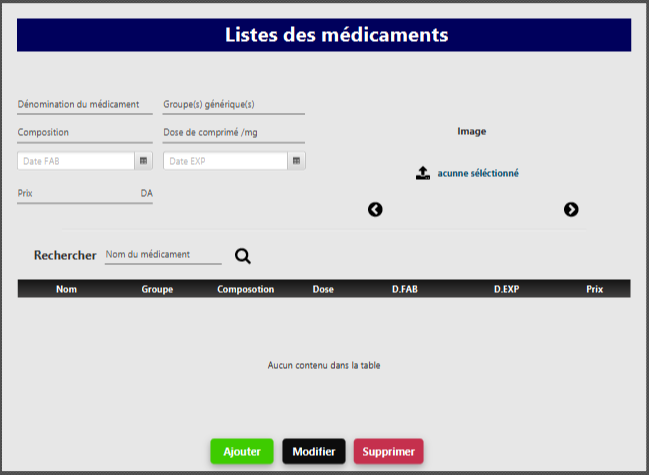 Listes des médicaments
Dénomination du médicament
Groupe(s) générique(s)
Composition
Dose de comprimé /mg
Image
Date FAB
Date EXP
acunne séléctionné
Prix DA
Rechercher Nom du médicament
Nom Groupe Composotion Dose D.FAB D.EXP Prix
Aucun contenu dans la table
Ajouter Modifier Supprimer